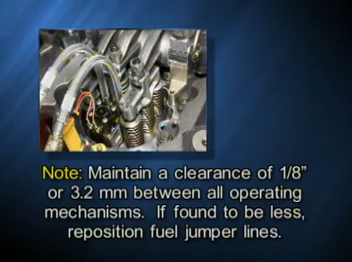 Note: Maintain a clearance of 1/8”
or 3.2 mm between all operating
mechanisms.  If found to be less,
reposition fuel jumper lines.